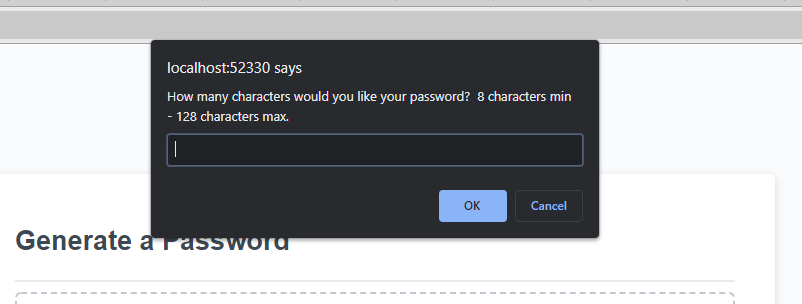 localhost:52330 says
How many characters would you like your password?  8 characters min
- 128 characters max.
OK Cancel
Generate a Password